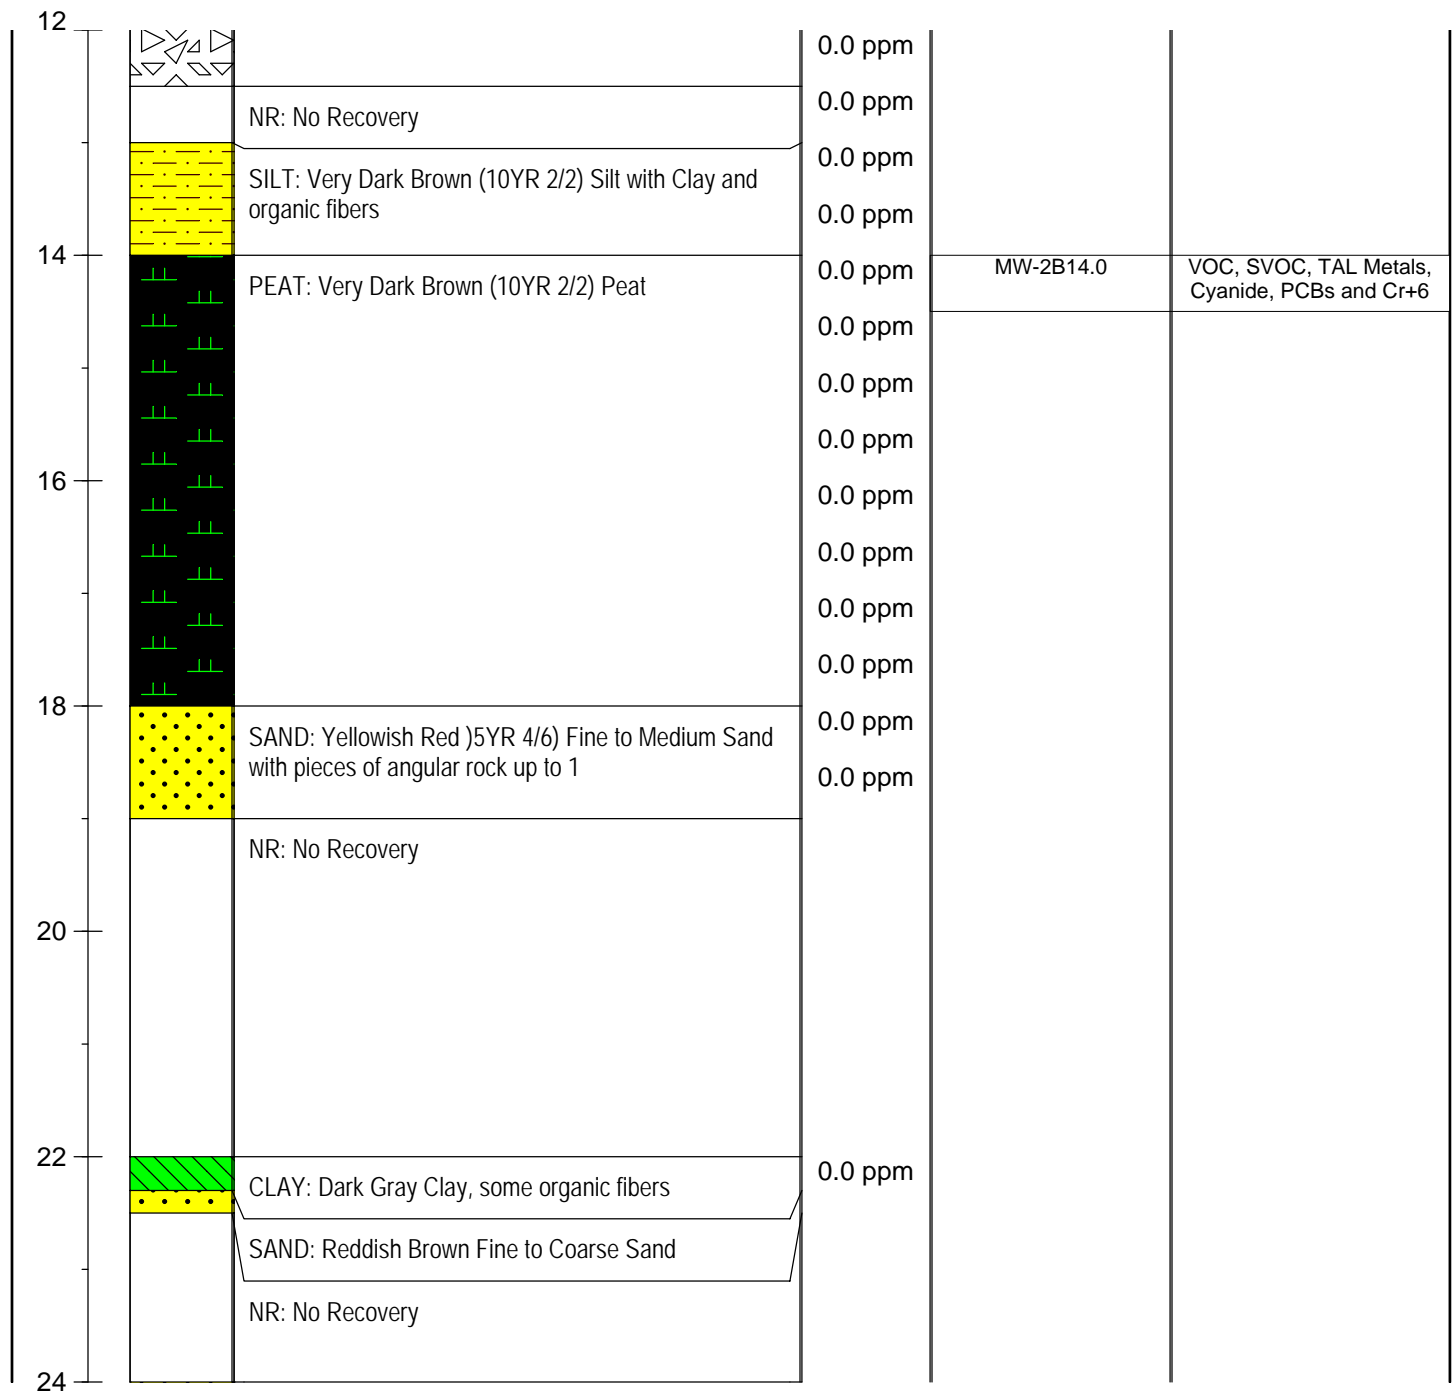 12
0.0 ppm
0.0 ppm
NR: No Recovery
0.0 ppm
SILT: Very Dark Brown (10YR 2/2) Silt with Clay and
organic fibers
0.0 ppm
14
0.0 ppm
MW-2B14.0
VOC, SVOC, TAL Metals,
Cyanide, PCBs and Cr+6
PEAT: Very Dark Brown (10YR 2/2) Peat
0.0 ppm
0.0 ppm
0.0 ppm
16
0.0 ppm
0.0 ppm
0.0 ppm
0.0 ppm
18
0.0 ppm
SAND: Yellowish Red )5YR 4/6) Fine to Medium Sand
with pieces of angular rock up to 1
0.0 ppm
NR: No Recovery
20
22
0.0 ppm
CLAY: Dark Gray Clay, some organic fibers
SAND: Reddish Brown Fine to Coarse Sand
NR: No Recovery
24